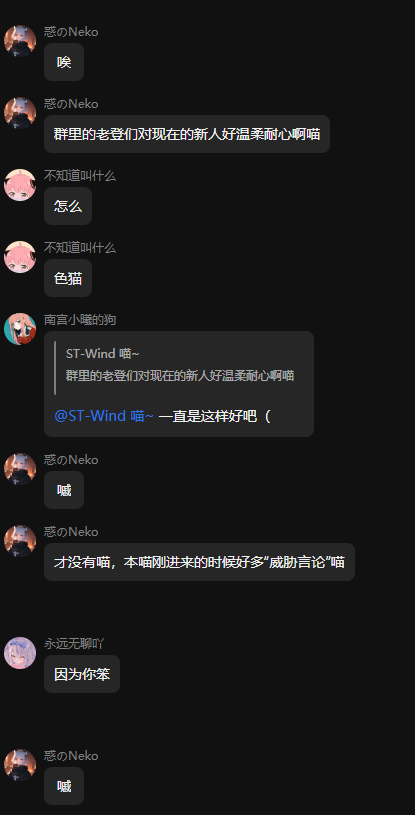 惑のNeko
唉
惑のNeko
群里的老登们对现在的新人好温柔耐心啊喵
不知道叫什么
怎么
不知道叫什么
色猫
南宫小曦的狗
ST-Wind 喵~
群里的老登们对现在的新人好温柔耐心啊喵
@ST-Wind 喵~ 一直是这样好吧（
惑のNeko
嘁
惑のNeko
才没有喵，本喵刚进来的时候好多“威胁言论”喵
永远无聊吖
因为你笨
惑のNeko
嘁